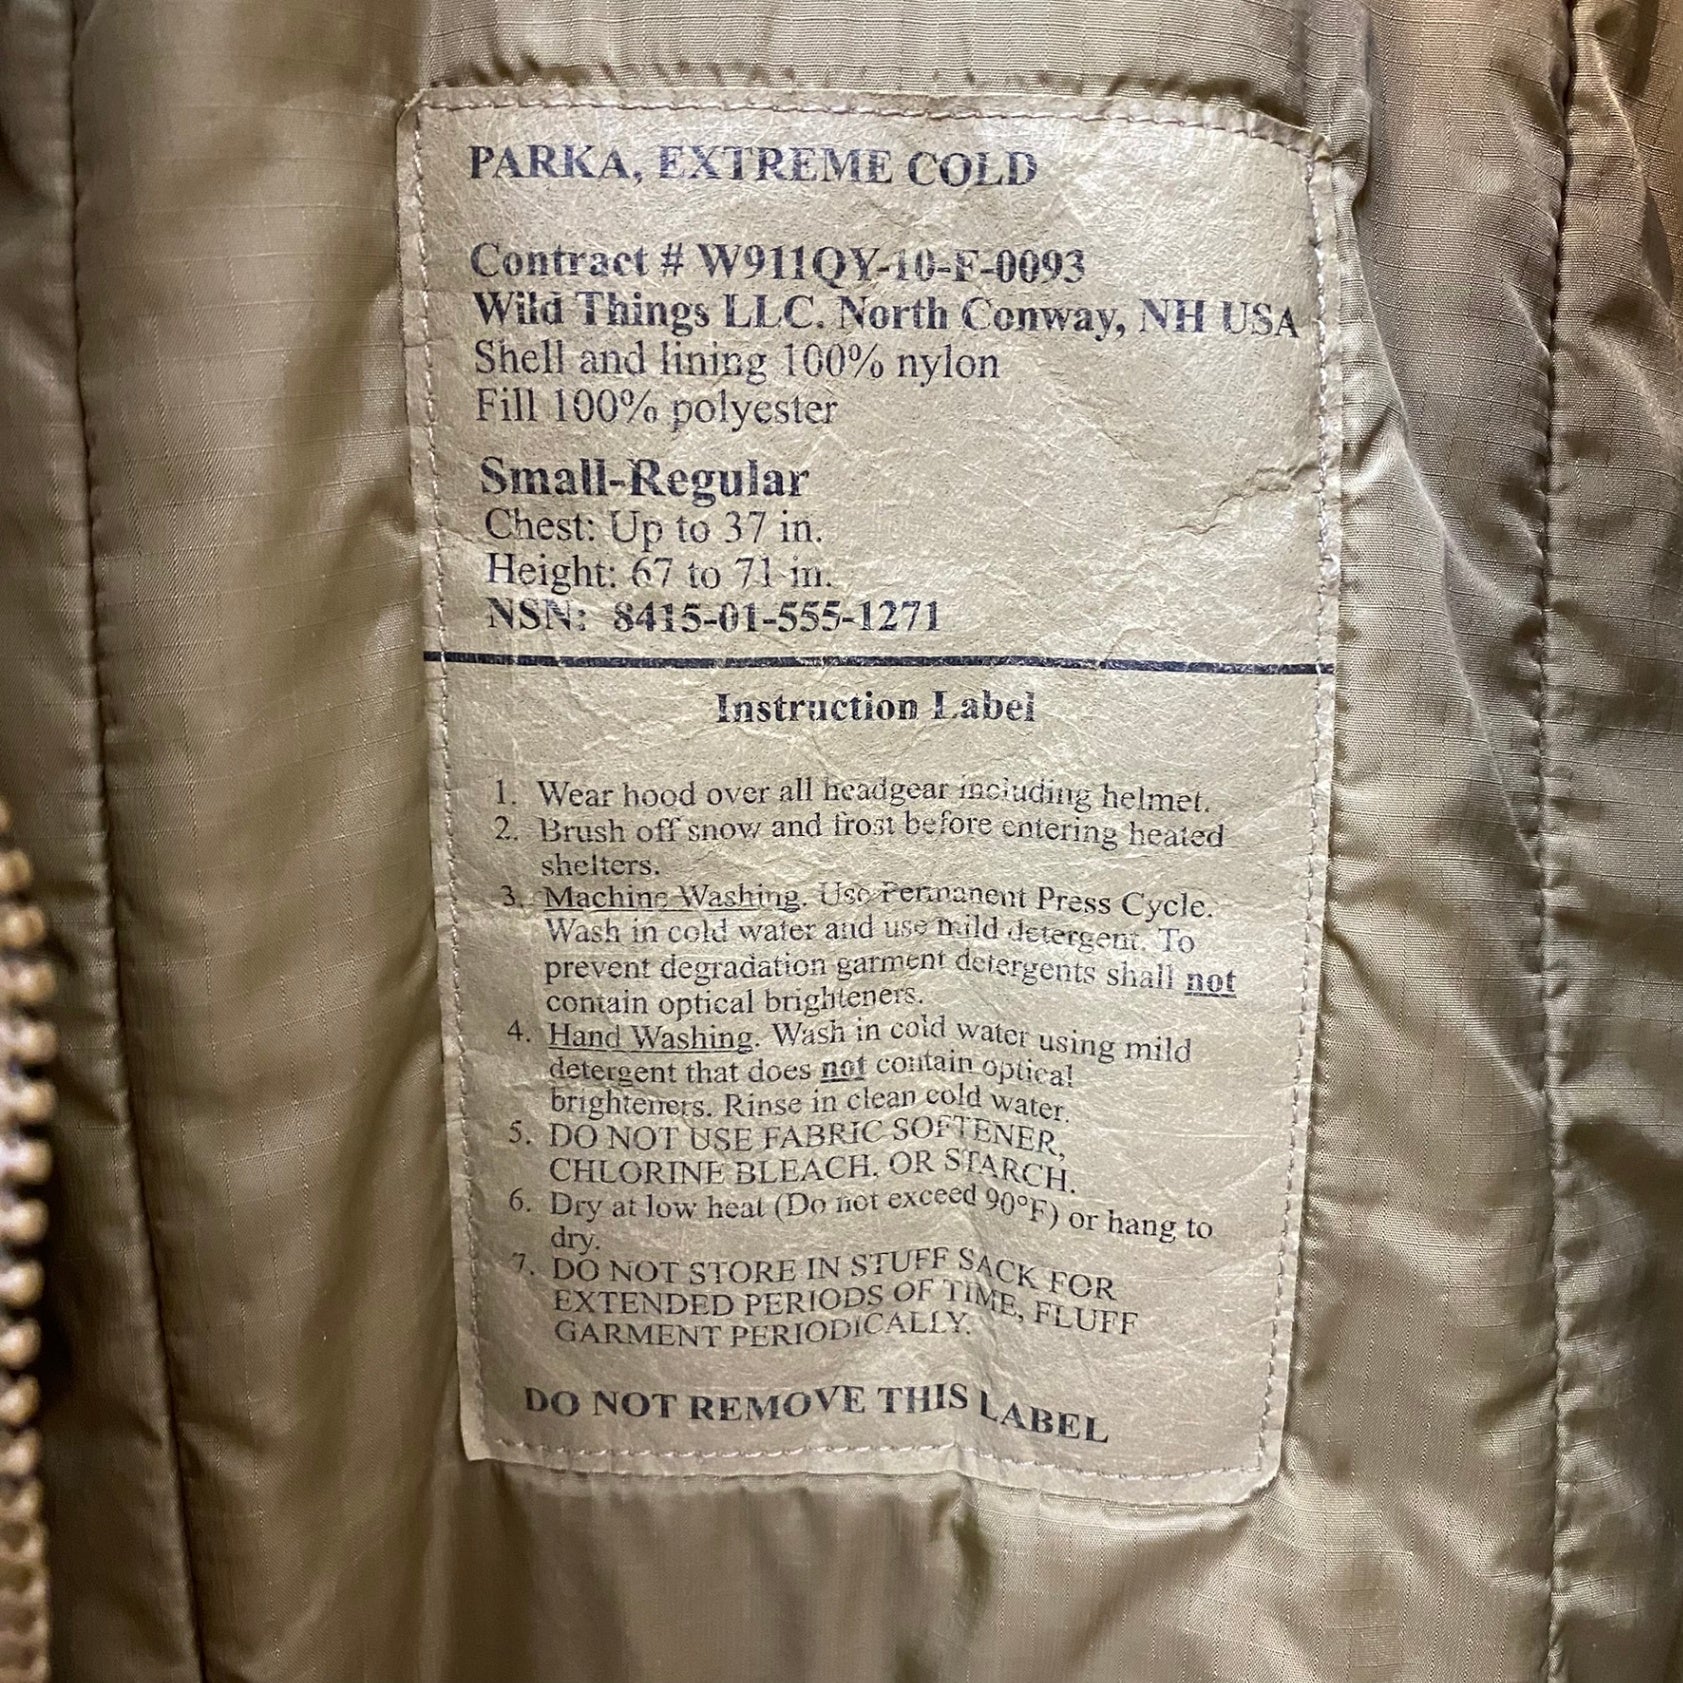 PARKA, EXTREME COLD
Contract # W911QY-10-F-0093
Wild Things LLC. North Conway, NH USA
Shell and lining 100% nylon
Fill 100% polyester
Small-Regular
Chest: Up to 37 in.
Height: 67 to 71 in.
NSN: 8415-01-555-1271
Instruction Label
1. Wear hood over all headgear including helmet.
2. Brush off snow and frost before entering heated
shelters.
3. Machine Washing. Use Permanent Press Cycle.
Wash in cold water and use mild detergent. To
prevent degradation garment detergents shall not
contain optical brighteners.
4. Hand Washing. Wash in cold water using mild
detergent that does not contain optical
brighteners. Rinse in clean cold water.
5. DO NOT USE FABRIC SOFTENER,
CHLORINE BLEACH, OR STARCH.
6. Dry at low heat (Do not exceed 90°F) or hang to
dry.
7. DO NOT STORE IN STUFF SACK FOR
EXTENDED PERIODS OF TIME, FLUFF
GARMENT PERIODICALLY.
DO NOT REMOVE THIS LABEL